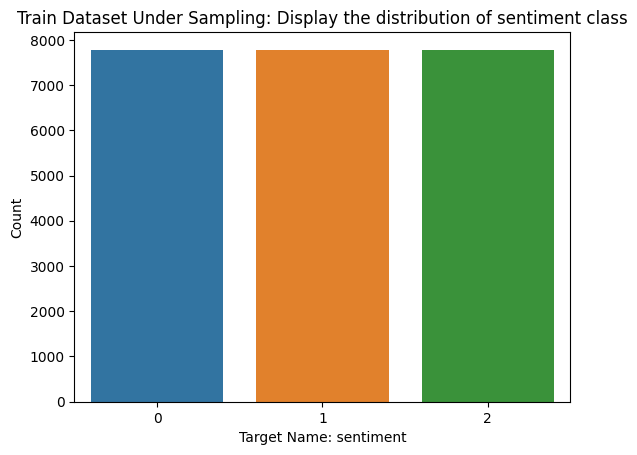 Train Dataset Under Sampling: Display the distribution of sentiment class
8000
7000
6000
5000
4000
3000
2000
1000
0
Count
0 1 2
Target Name: sentiment